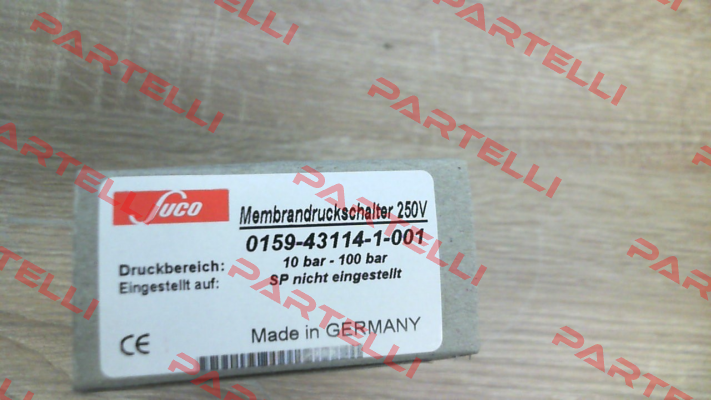 SUCO
Membrandruckschalter 250V
0159-43114-1-001
Druckbereich: 10 bar - 100 bar
Eingestellt auf: SP nicht eingestellt
CE
Made in GERMANY
PARTELLI
PARTELLI
PARTELLI
PARTELLI
PARTELLI
PARTELLI
PARTELLI
PARTELLI
PARTELLI